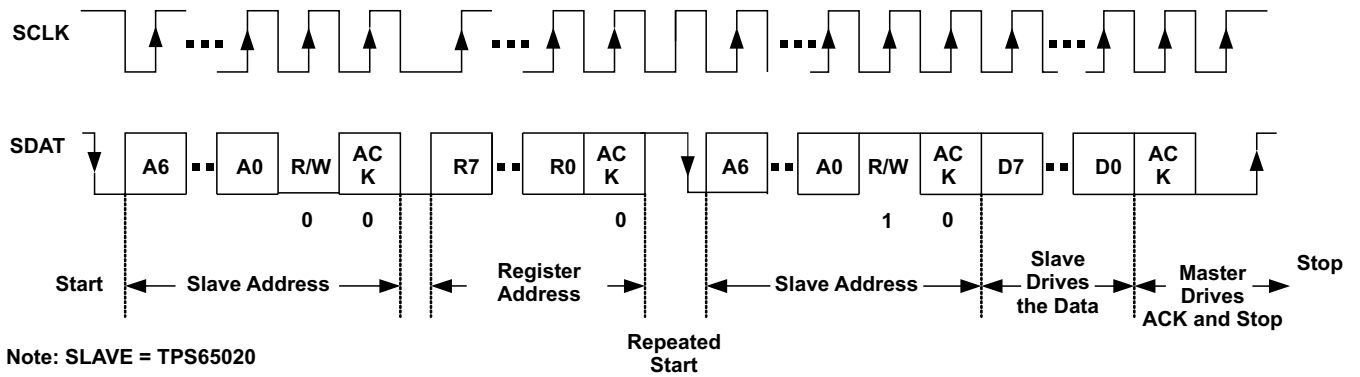 SCLK
SDAT
A6
A0
R/W
AC
K
R7
R0
AC
K
A6
A0
R/W
AC
K
D7
D0
AC
K
0
0
0
1
0
Start
Slave Address
Register
Address
Slave Address
Slave
Drives
the Data
Master
Drives
ACK and Stop
Stop
Repeated
Start
Note: SLAVE = TPS65020